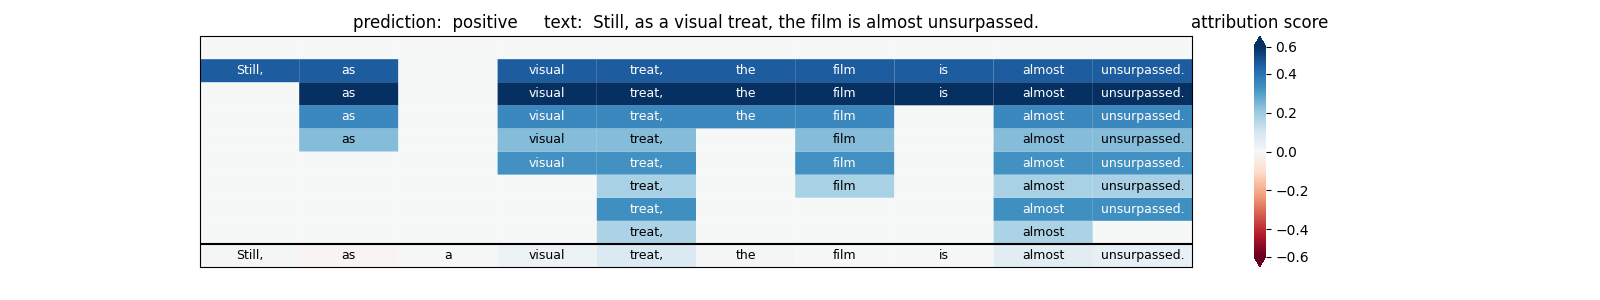 prediction:  positive     text:  Still, as a visual treat, the film is almost unsurpassed.
attribution score
Still, as visual treat, the film is almost unsurpassed.
as visual treat, the film is almost unsurpassed.
as visual treat, the film almost unsurpassed.
as visual treat, film almost unsurpassed.
visual treat, film almost unsurpassed.
treat, film almost unsurpassed.
treat, almost unsurpassed.
treat, almost
Still, as a visual treat, the film is almost unsurpassed.
0.6
0.4
0.2
0.0
−0.2
−0.4
−0.6